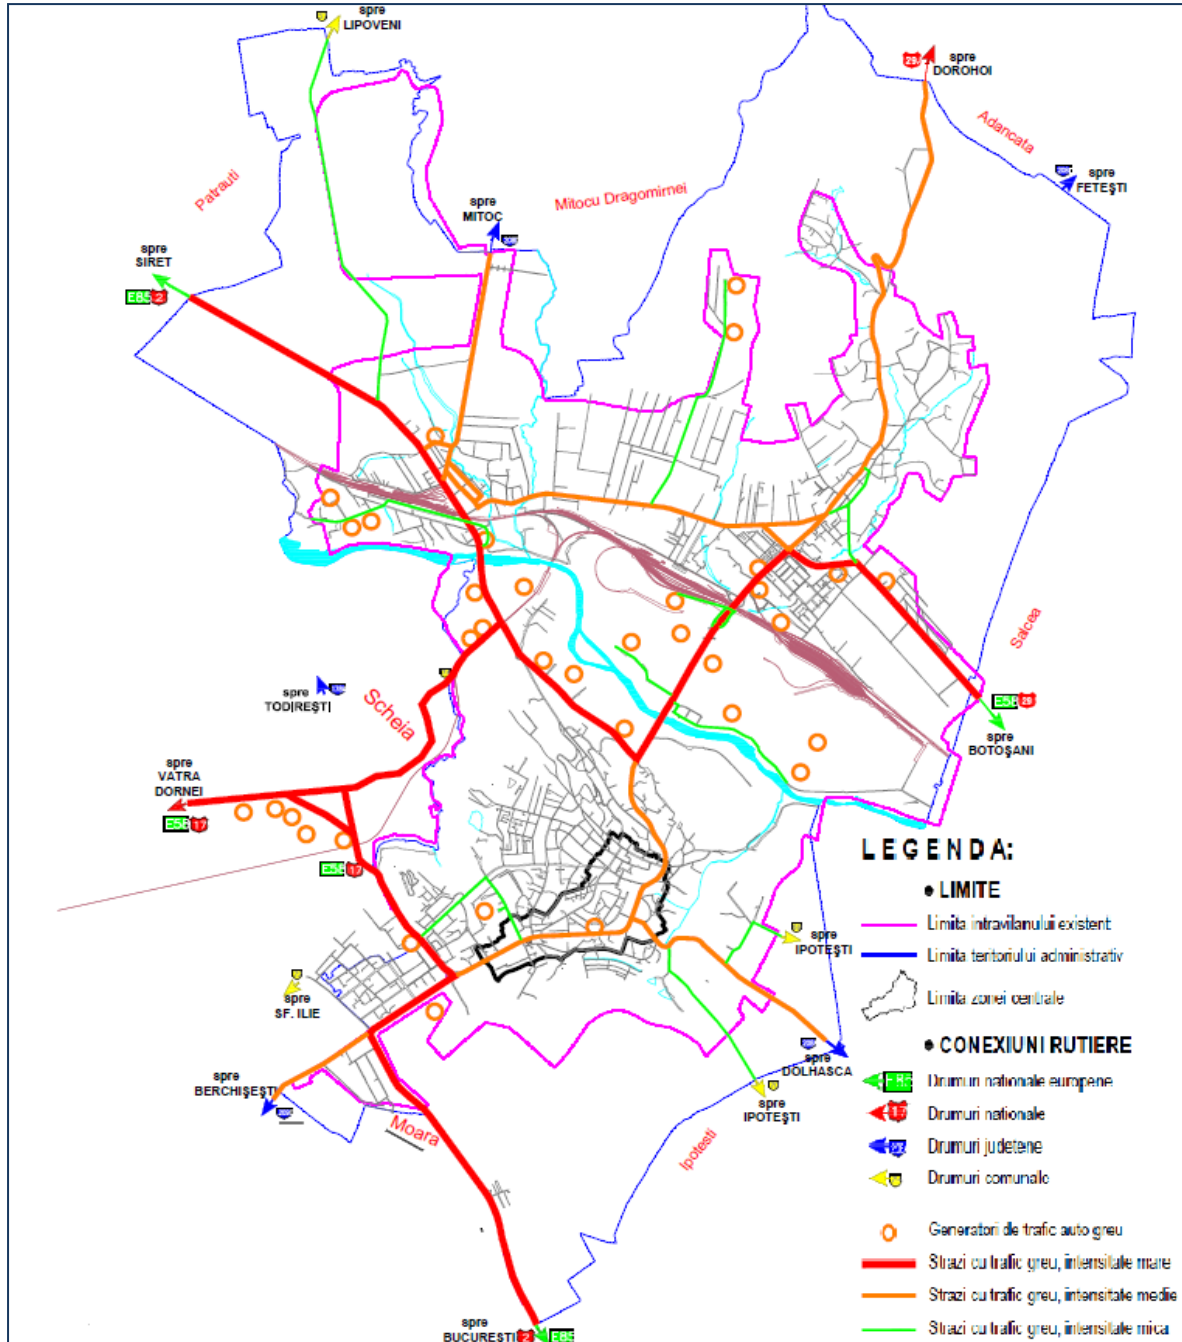 spre
LIPOVENI
29A
spre
DOROHOI
Adancata
spre
FETEŞTI
Patrauti
spre
MITOC
Mitocu Dragomirnei
spre
SIRET
E85 2
Salcea
spre
TODIREŞTI
Scheia
E58 29
spre
BOTOŞANI
spre
VATRA
DORNEI
E58 17
E58 17
spre
IPOTEŞTI
spre
SF. ILIE
spre
DOLHASCA
spre
BERCHIŞEŞTI
spre
IPOTEŞTI
Moara
Ipotesti
spre
BUCUREŞTI 2 E85
LEGENDA:
• LIMITE
Limita intravilanului existent
Limita teritoriului administrativ
Limita zonei centrale
• CONEXIUNI RUTIERE
E85 Drumuri nationale europene
17 Drumuri nationale
Drumuri judetene
Drumuri comunale
Generatori de trafic auto greu
Strazi cu trafic greu, intensitate mare
Strazi cu trafic greu, intensitate medie
Strazi cu trafic greu, intensitate mica